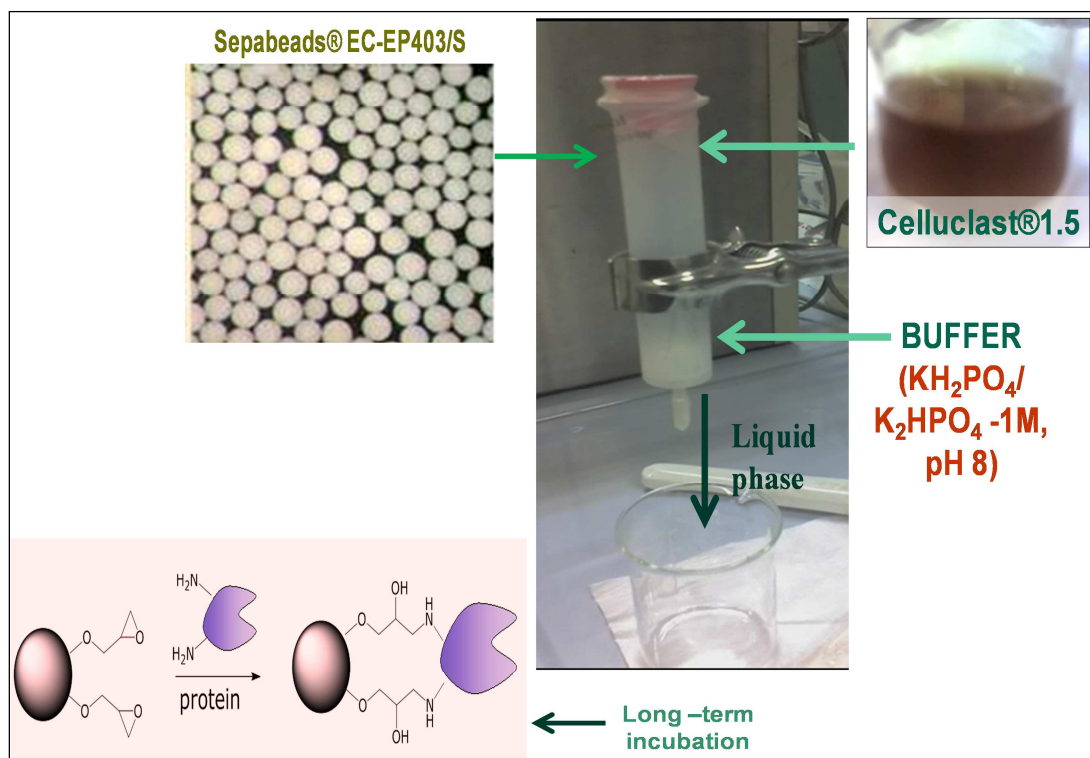 Sepabeads® EC-EP403/S
Celluclast®1.5
BUFFER
(KH₂PO₄/
K₂HPO₄ -1M,
pH 8)
Liquid
phase
H₂N
H₂N
O
O
O
O
protein
OH
O
H
N
O
N
H
OH
Long –term
incubation